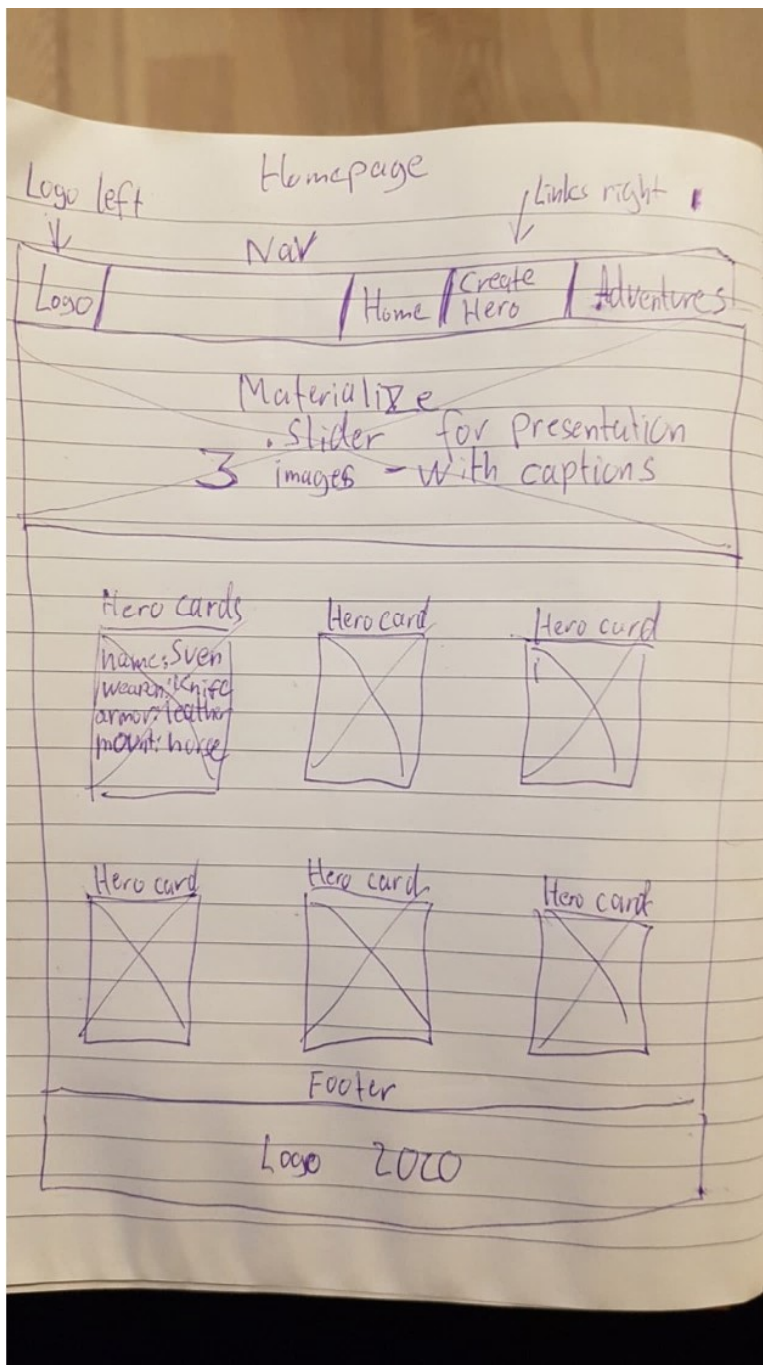 Homepage
Logo left
Links right
Nav
Logo
Home
Create
Hero
Adventures
Materialize
.Slider for presentation
3 images - with captions
Hero cards
Hero card
Hero card
name: Sven
weapon: Knife
armor: leather
mount: horse
Hero card
Hero card
Hero card
Footer
Logo 2020